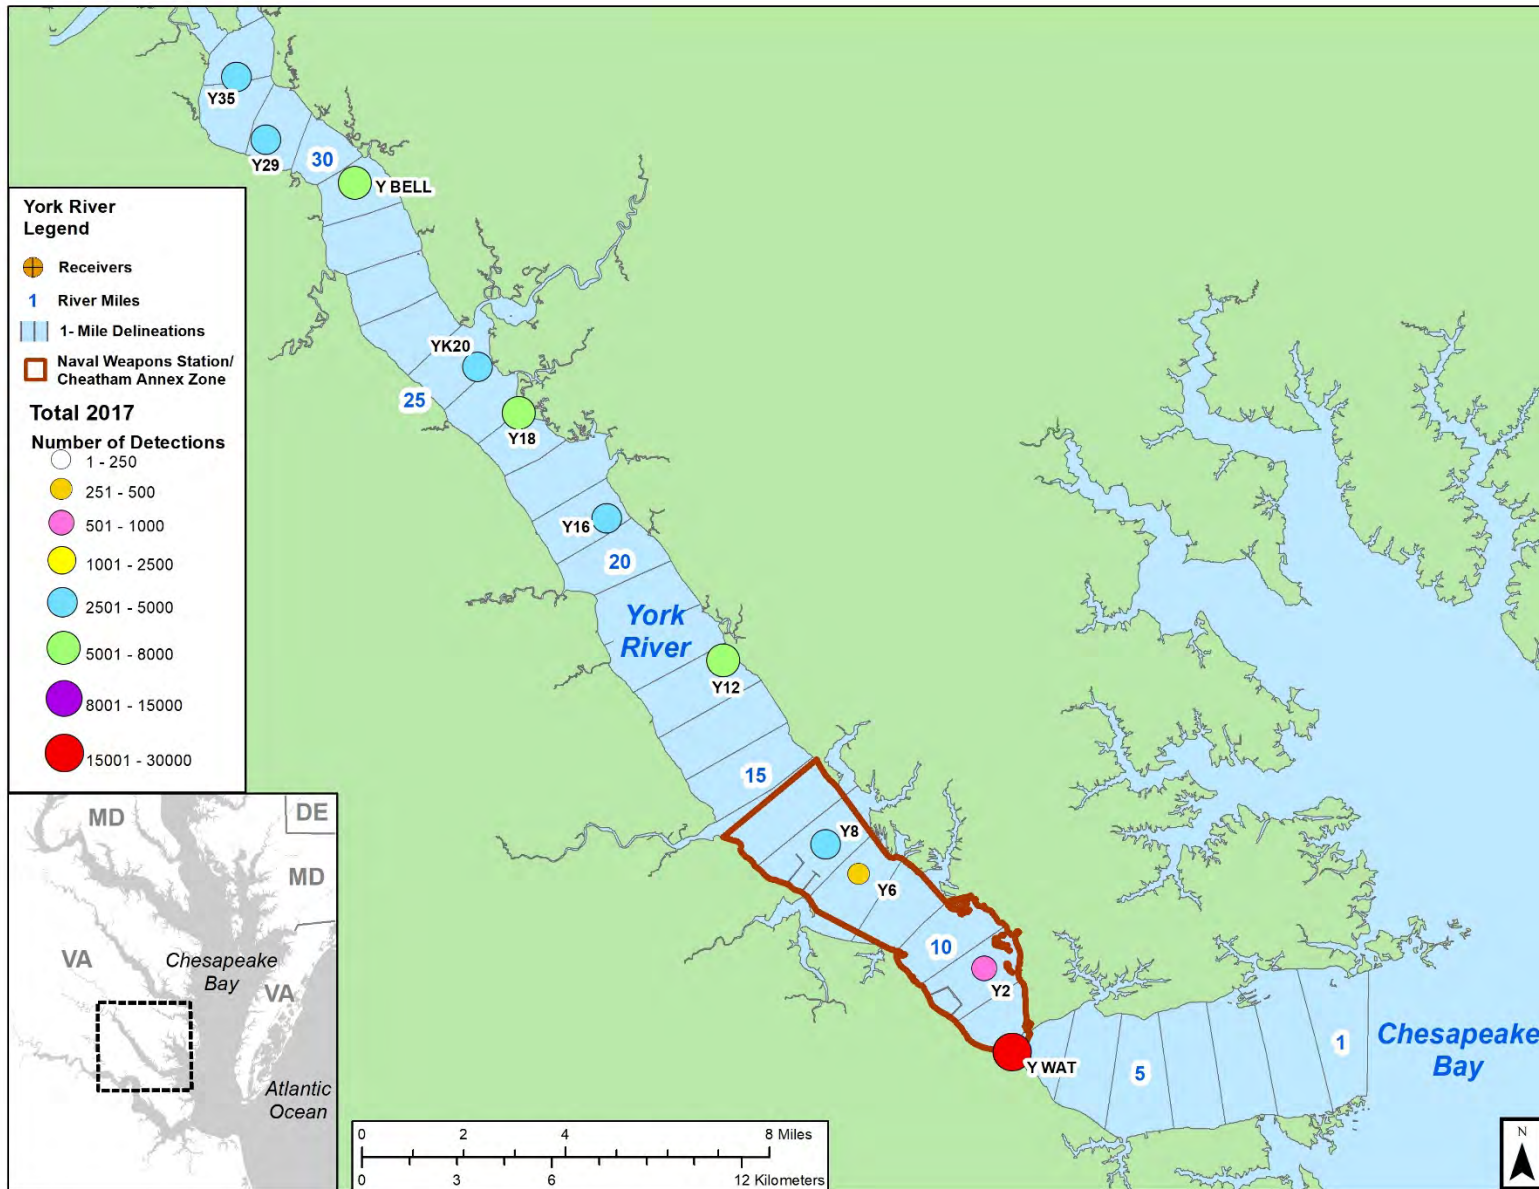 Y35
Y29
30
Y BELL
York River
Legend
Receivers
1 River Miles
1- Mile Delineations
Naval Weapons Station/
Cheatham Annex Zone
Total 2017
Number of Detections
1 - 250
251 - 500
501 - 1000
1001 - 2500
2501 - 5000
5001 - 8000
8001 - 15000
15001 - 30000
YK20
25
Y18
Y16
20
York
River
Y12
15
Y8
Y6
10
Y2
Y WAT
5
1
Chesapeake
Bay
MD
DE
MD
VA
Chesapeake
Bay
VA
Atlantic
Ocean
0 2 4 8 Miles
0 3 6 12 Kilometers
N